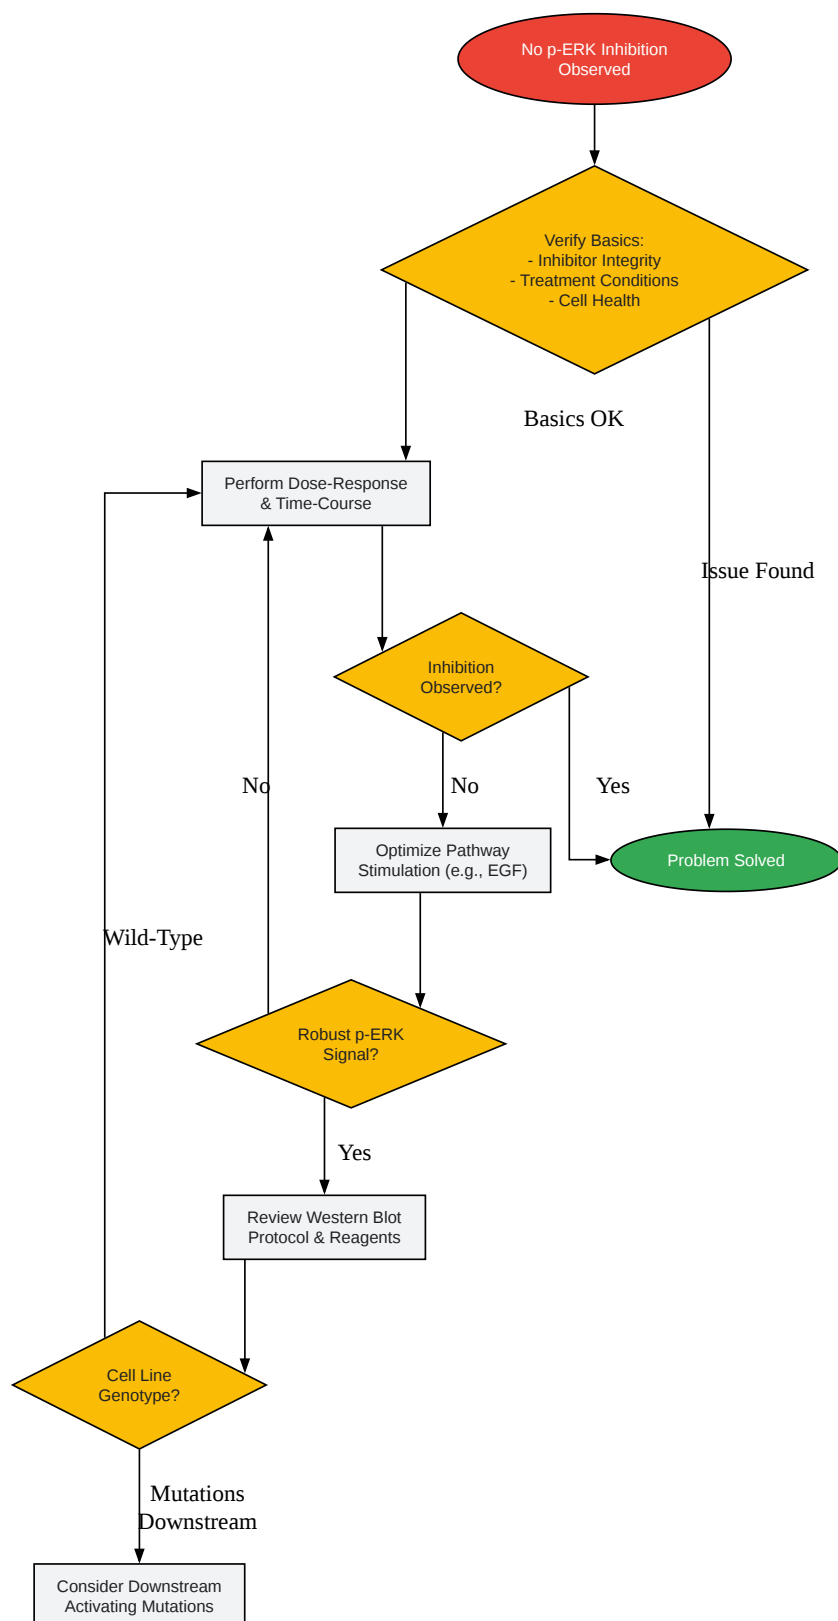 No p-ERK Inhibition
Observed
Verify Basics:
- Inhibitor Integrity
- Treatment Conditions
- Cell Health
Basics OK
Perform Dose-Response
& Time-Course
Issue Found
Inhibition
Observed?
No
No
Yes
Optimize Pathway
Stimulation (e.g., EGF)
Problem Solved
Wild-Type
Robust p-ERK
Signal?
Yes
Review Western Blot
Protocol & Reagents
Cell Line
Genotype?
Mutations
Downstream
Consider Downstream
Activating Mutations